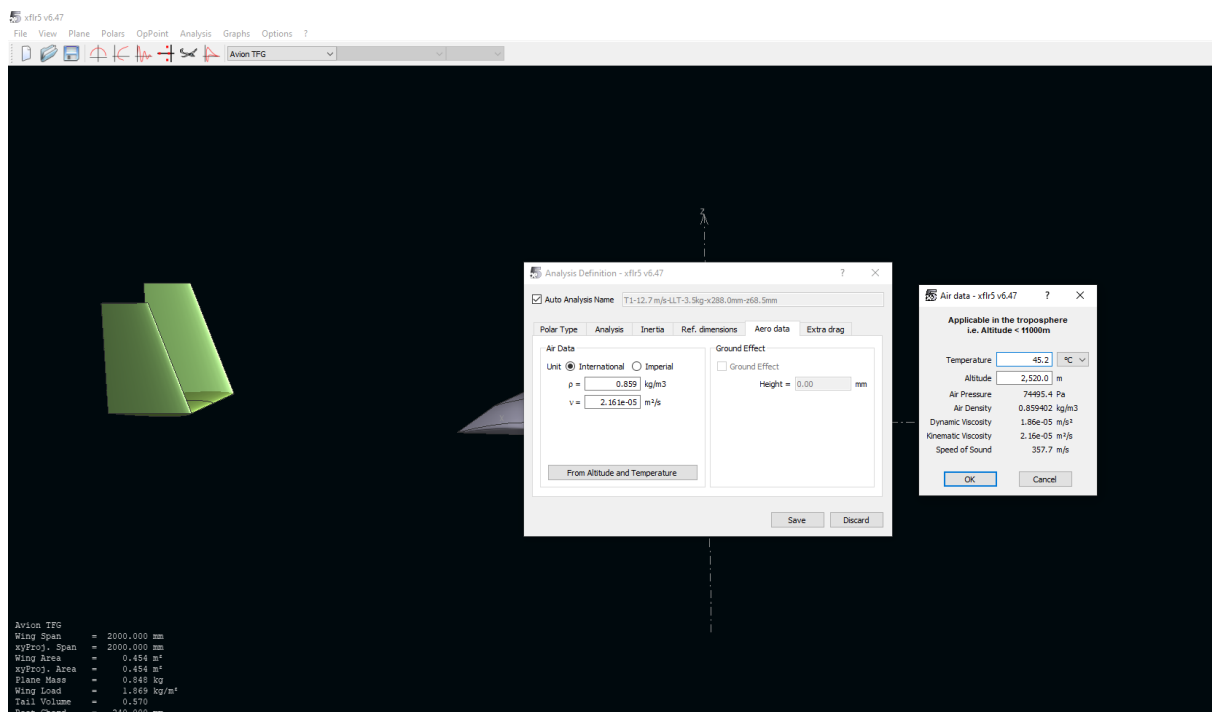 xflr5 v6.47
File View Plane Polars OpPoint Analysis Graphs Options ?
Avion TFG
z
Analysis Definition - xflr5 v6.47 ?
Auto Analysis Name T1-12.7 m/s-LLT-3.5kg-x288.0mm-z68.5mm
Polar Type Analysis Inertia Ref. dimensions Aero data Extra drag
Air Data
Unit International Imperial
ρ = 0.859 kg/m3
ν = 2.161e-05 m²/s
From Altitude and Temperature
Ground Effect
Ground Effect
Height = 0.00 mm
Save Discard
Air data - xflr5 v6.47 ?
Applicable in the troposphere
i.e. Altitude < 11000m
Temperature 45.2 °C
Altitude 2,520.0 m
Air Pressure 74495.4 Pa
Air Density 0.859402 kg/m3
Dynamic Viscosity 1.86e-05 m/s²
Kinematic Viscosity 2.16e-05 m²/s
Speed of Sound 357.7 m/s
OK Cancel
Avion TFG
Wing Span = 2000.000 mm
xyProj. Span = 2000.000 mm
Wing Area = 0.454 m²
xyProj. Area = 0.454 m²
Plane Mass = 0.848 kg
Wing Load = 1.869 kg/m²
Tail Volume = 0.570